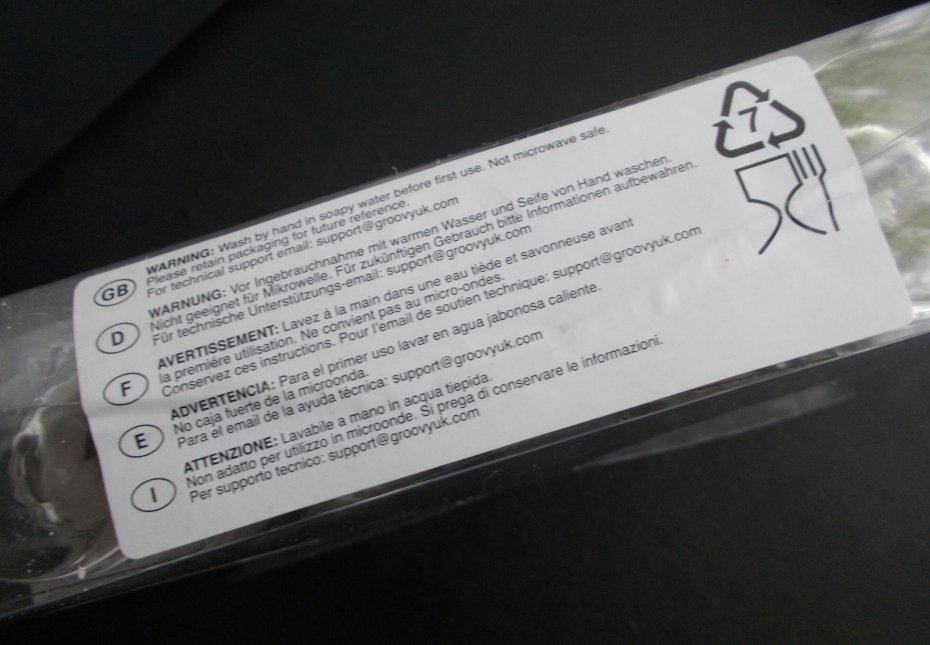 7
GB
WARNING: Wash by hand in soapy water before first use. Not microwave safe.
Please retain packaging for future reference.
For technical support email: support@groovyuk.com
D
WARNUNG: Vor Ingebrauchnahme mit warmen Wasser und Seife von Hand waschen.
Nicht geeignet für Mikrowelle. Für zukünftigen Gebrauch bitte Informationen aufbewahren.
Für technische Unterstützungs-email: support@groovyuk.com
F
AVERTISSEMENT: Lavez á la main dans une eau tiéde et savonneuse avant
la premiére utilisation. Ne convient pas au micro-ondes.
Conservez ces instructions. Pour l'email de soutien technique: support@groovyuk.com
E
ADVERTENCIA: Para el primer uso lavar en agua jabonosa caliente.
No caja fuerte de la microonda.
Para el email de la ayuda técnica: support@groovyuk.com
I
ATTENZIONE: Lavabile a mano in acqua tiepida.
Non adatto per utilizzo in microonde. Si prega di conservare le informazioni.
Per supporto tecnico: support@groovyuk.com